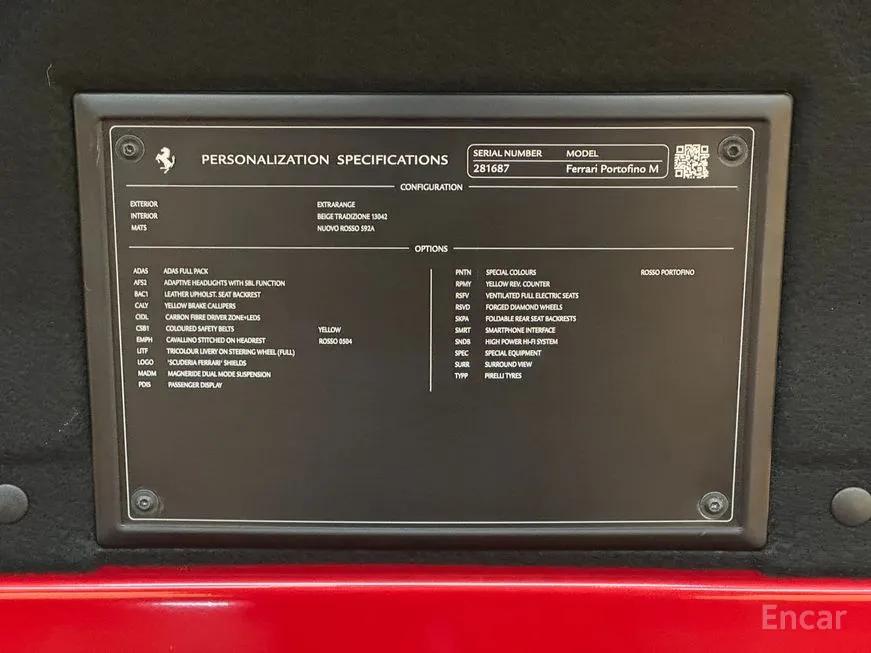 PERSONALIZATION SPECIFICATIONS
SERIAL NUMBER MODEL
281687 Ferrari Portofino M
CONFIGURATION
EXTERIOR EXTRARANGE
INTERIOR BEIGE TRADIZIONE 13042
MATS NUOVO ROSSO 592A
OPTIONS
ADAS ADAS FULL PACK
AFS2 ADAPTIVE HEADLIGHTS WITH SBL FUNCTION
BAC1 LEATHER UPHOLST. SEAT BACKREST
CALY YELLOW BRAKE CALLIPERS
CIDL CARBON FIBRE DRIVER ZONE+LEDS
CSB1 COLOURED SAFETY BELTS YELLOW
EMPH CAVALLINO STITCHED ON HEADREST ROSSO 0504
LITF TRICOLOUR LIVERY ON STEERING WHEEL (FULL)
LOGO 'SCUDERIA FERRARI' SHIELDS
MADM MAGNERIDE DUAL MODE SUSPENSION
PDIS PASSENGER DISPLAY
PNTN SPECIAL COLOURS ROSSO PORTOFINO
RPMY YELLOW REV. COUNTER
RSFV VENTILATED FULL ELECTRIC SEATS
RSVD FORGED DIAMOND WHEELS
SKPA FOLDABLE REAR SEAT BACKRESTS
SMRT SMARTPHONE INTERFACE
SNDB HIGH POWER HI-FI SYSTEM
SPEC SPECIAL EQUIPMENT
SURR SURROUND VIEW
TYPP PIRELLI TYRES
Encar